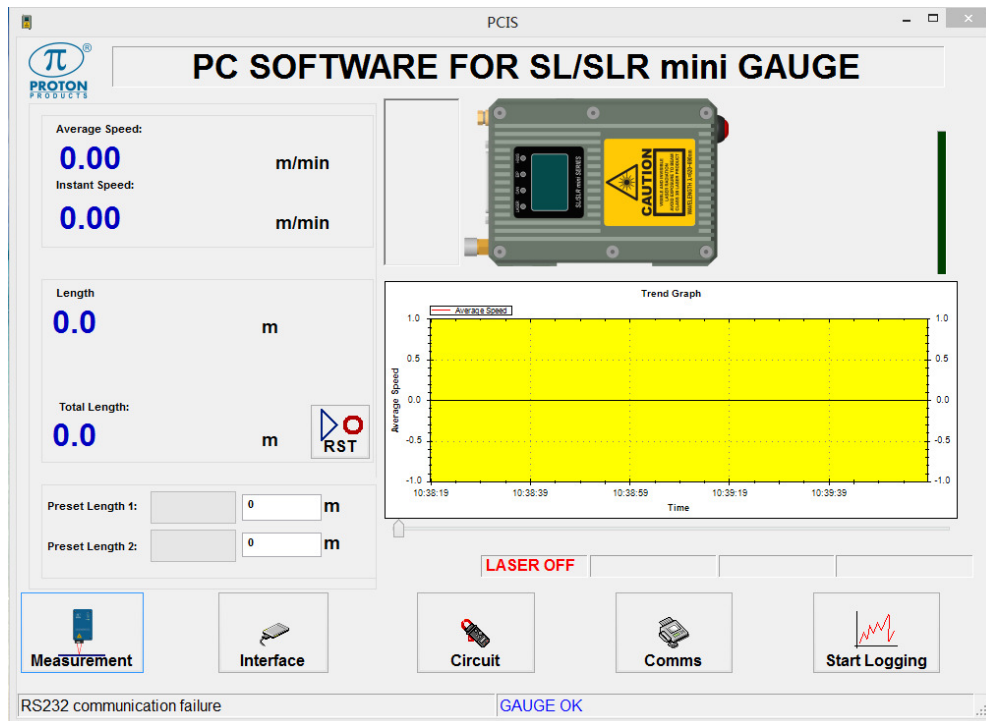 PCIS
π®
PROTON
PRODUCTS
PC SOFTWARE FOR SL/SLR mini GAUGE
Average Speed:
0.00 m/min
Instant Speed:
0.00 m/min
Length
0.0 m
Total Length:
0.0 m
RST
Preset Length 1: 0 m
Preset Length 2: 0 m
SL/SLR mini SERIES
CAUTION
Trend Graph
Average Speed
1.0 1.0
0.5 0.5
0.0 0.0
-0.5 -0.5
-1.0 -1.0
Average Speed
10:38:19 10:38:39 10:38:59 10:39:19 10:39:39
Time
LASER OFF
Measurement Interface Circuit Comms Start Logging
RS232 communication failure GAUGE OK